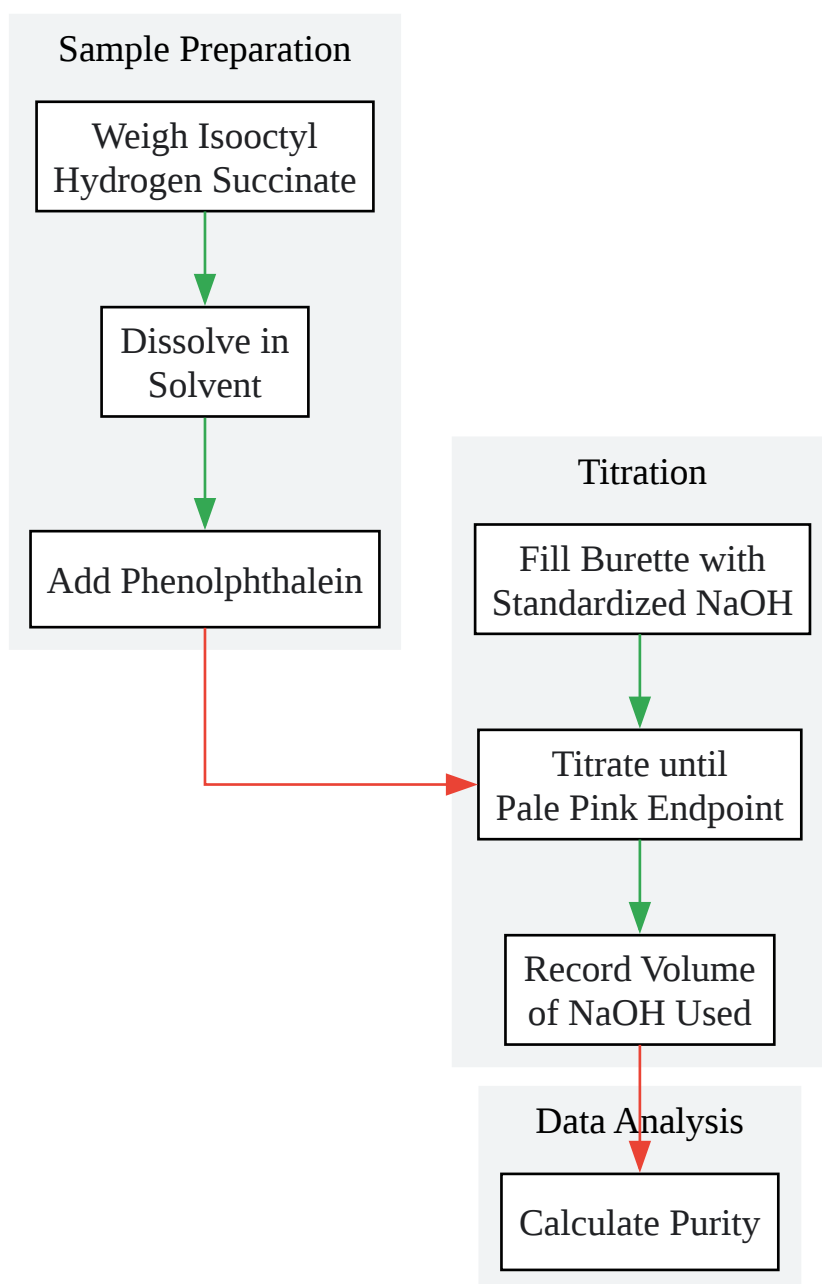 Sample Preparation
Weigh Isooctyl
Hydrogen Succinate
Dissolve in
Solvent
Add Phenolphthalein
Titration
Fill Burette with
Standardized NaOH
Titrate until
Pale Pink Endpoint
Record Volume
of NaOH Used
Data Analysis
Calculate Purity